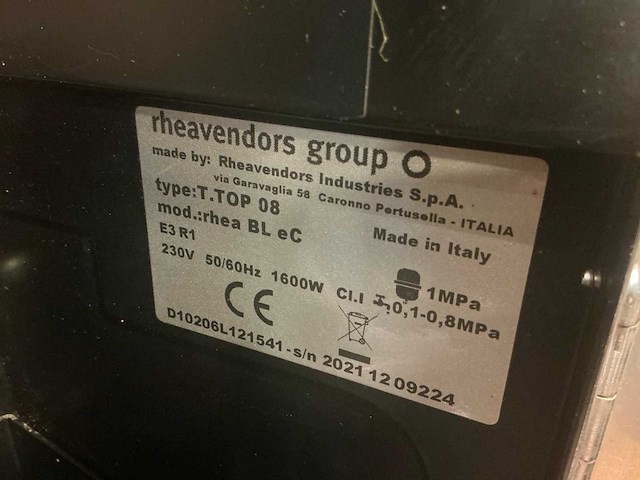 rheavendors group
made by: Rheavendors Industries S.p.A.
via Garavaglia 58 Caronno Pertusella - ITALIA
type:T.TOP 08
Made in Italy
mod.:rhea BL eC
E3 R1
1MPa
230V 50/60Hz 1600W Cl.I 0,1-0,8MPa
CE
D10206L121541-s/n 2021 12 09224